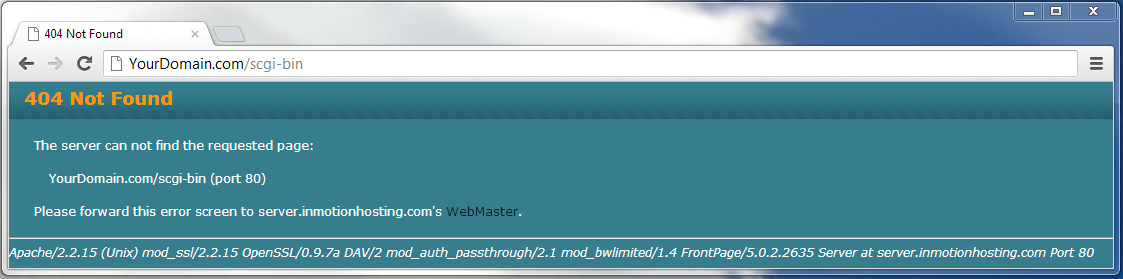 404 Not Found
YourDomain.com/scgi-bin
404 Not Found
The server can not find the requested page:
YourDomain.com/scgi-bin (port 80)
Please forward this error screen to server.inmotionhosting.com's WebMaster.
Apache/2.2.15 (Unix) mod_ssl/2.2.15 OpenSSL/0.9.7a DAV/2 mod_auth_passthrough/2.1 mod_bwlimited/1.4 FrontPage/5.0.2.2635 Server at server.inmotionhosting.com Port 80